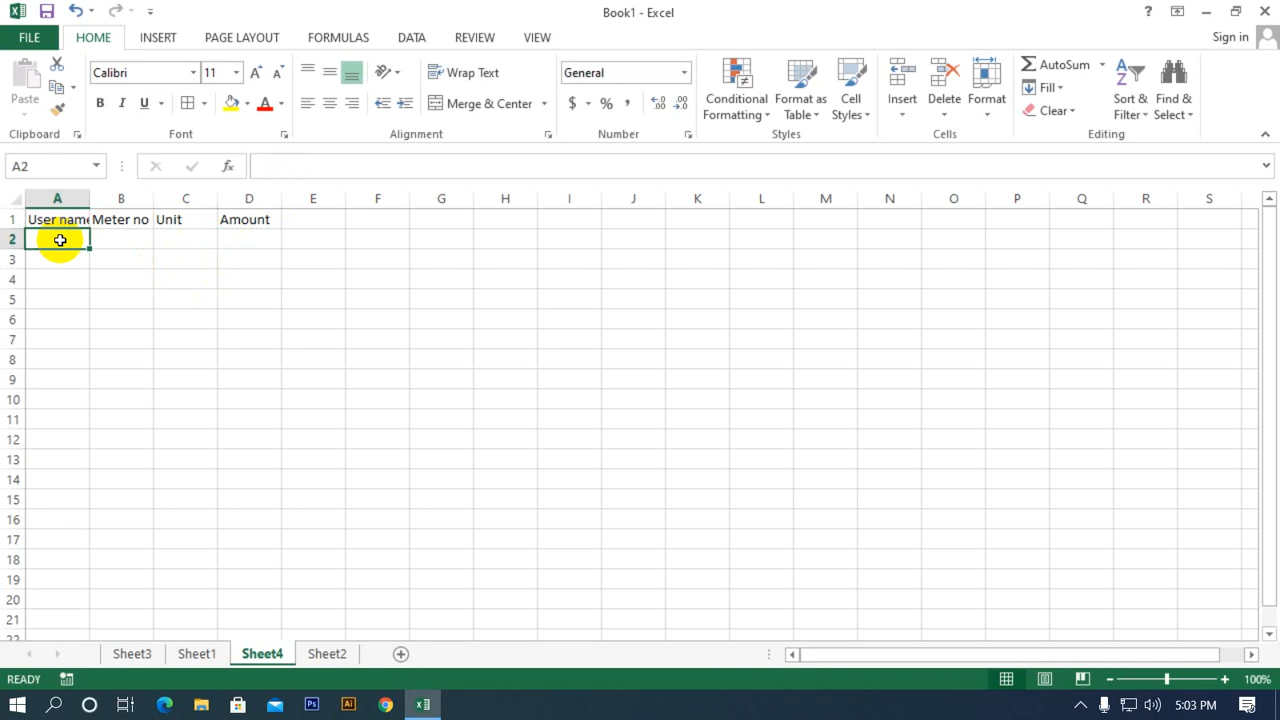 Book1 - Excel
Sign in
FILE HOME INSERT PAGE LAYOUT FORMULAS DATA REVIEW VIEW
Paste
Calibri 11
B I U A
Wrap Text
Merge & Center
General
$ % ,
Conditional Formatting
Format as Table
Cell Styles
Insert
Delete
Format
AutoSum
Fill
Clear
Sort & Filter
Find & Select
Clipboard Font Alignment Number Styles Cells Editing
A2 fx
A B C D E F G H I J K L M N O P Q R S
1 User name Meter no Unit Amount
2
3
4
5
6
7
8
9
10
11
12
13
14
15
16
17
18
19
20
21
22
Sheet3 Sheet1 Sheet4 Sheet2
READY 100%
Ps Ai 5:03 PM